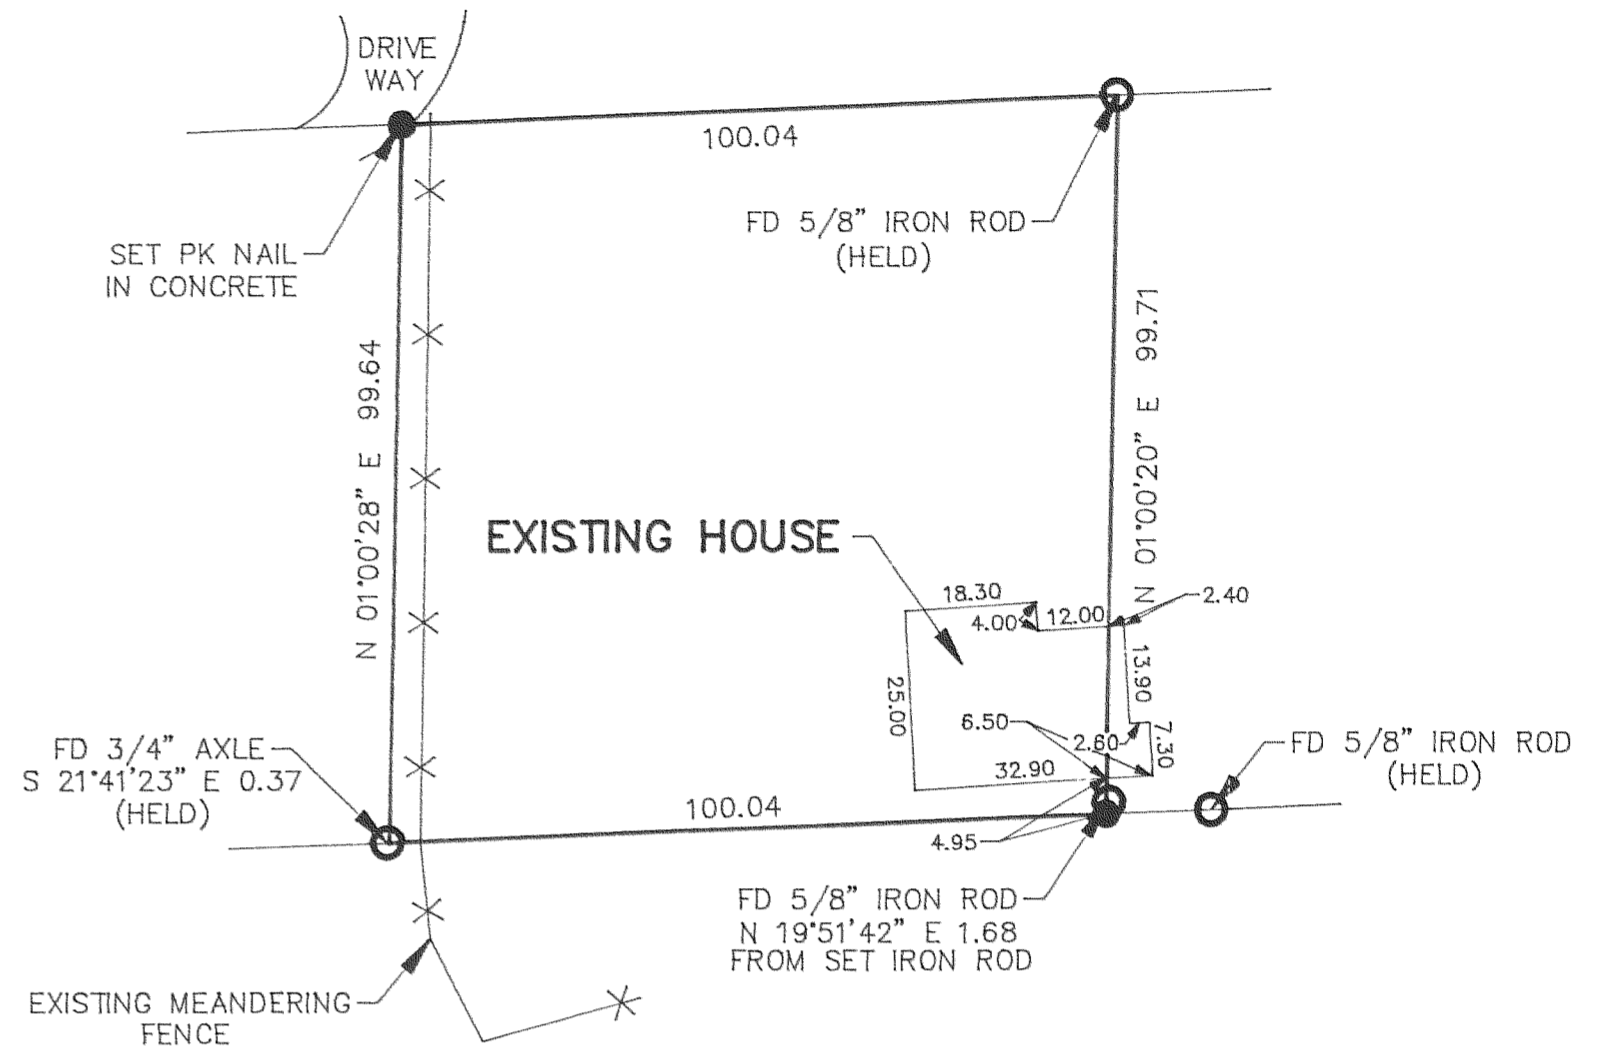 DRIVE
WAY
100.04
FD 5/8" IRON ROD
(HELD)
SET PK NAIL
IN CONCRETE
N 01°00'28" E 99.64
N 01°00'20" E 99.71
EXISTING HOUSE
18.30
4.00
12.00
2.40
25.00
13.90
6.50
2.60
7.30
32.90
FD 3/4" AXLE
S 21°41'23" E 0.37
(HELD)
FD 5/8" IRON ROD
(HELD)
100.04
4.95
FD 5/8" IRON ROD
N 19°51'42" E 1.68
FROM SET IRON ROD
EXISTING MEANDERING
FENCE